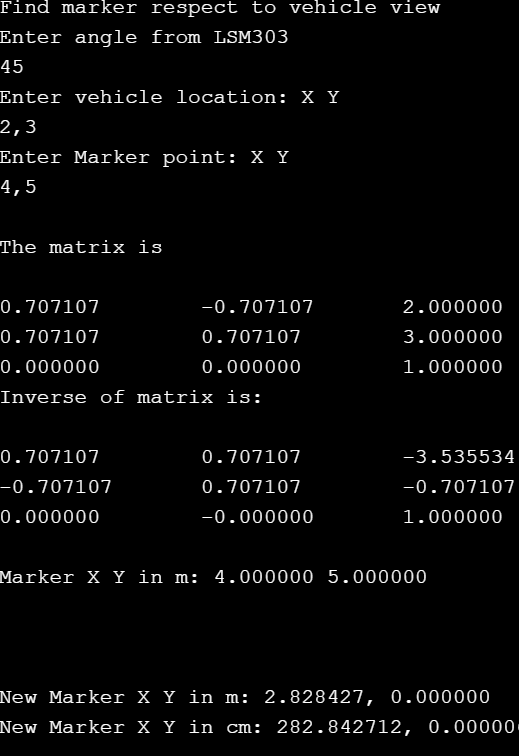 Find marker respect to vehicle view
Enter angle from LSM303
45
Enter vehicle location: X Y
2,3
Enter Marker point: X Y
4,5
The matrix is
0.707107 -0.707107 2.000000
0.707107 0.707107 3.000000
0.000000 0.000000 1.000000
Inverse of matrix is:
0.707107 0.707107 -3.535534
-0.707107 0.707107 -0.707107
0.000000 -0.000000 1.000000
Marker X Y in m: 4.000000 5.000000
New Marker X Y in m: 2.828427, 0.000000
New Marker X Y in cm: 282.842712, 0.000000